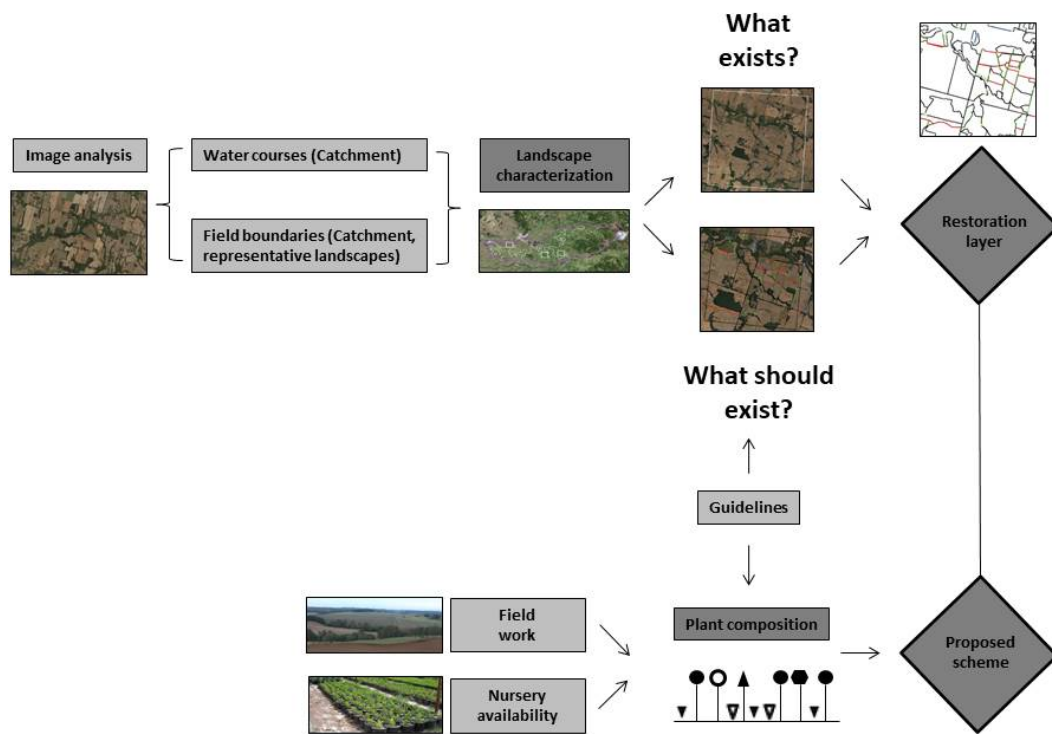 What
exists?
Image analysis
Water courses (Catchment)
Field boundaries (Catchment,
representative landscapes)
Landscape
characterization
Restoration
layer
What should
exist?
Guidelines
Field
work
Nursery
availability
Plant composition
Proposed
scheme